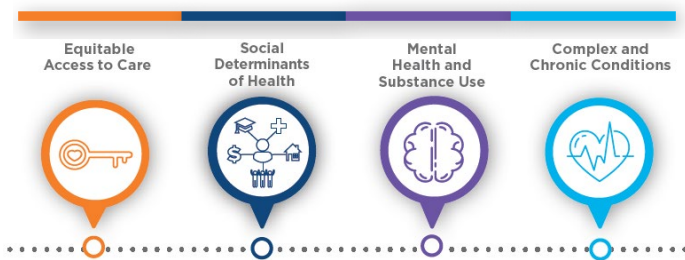 Equitable
Access to Care
Social
Determinants
of Health
Mental
Health and
Substance Use
Complex and
Chronic Conditions
$